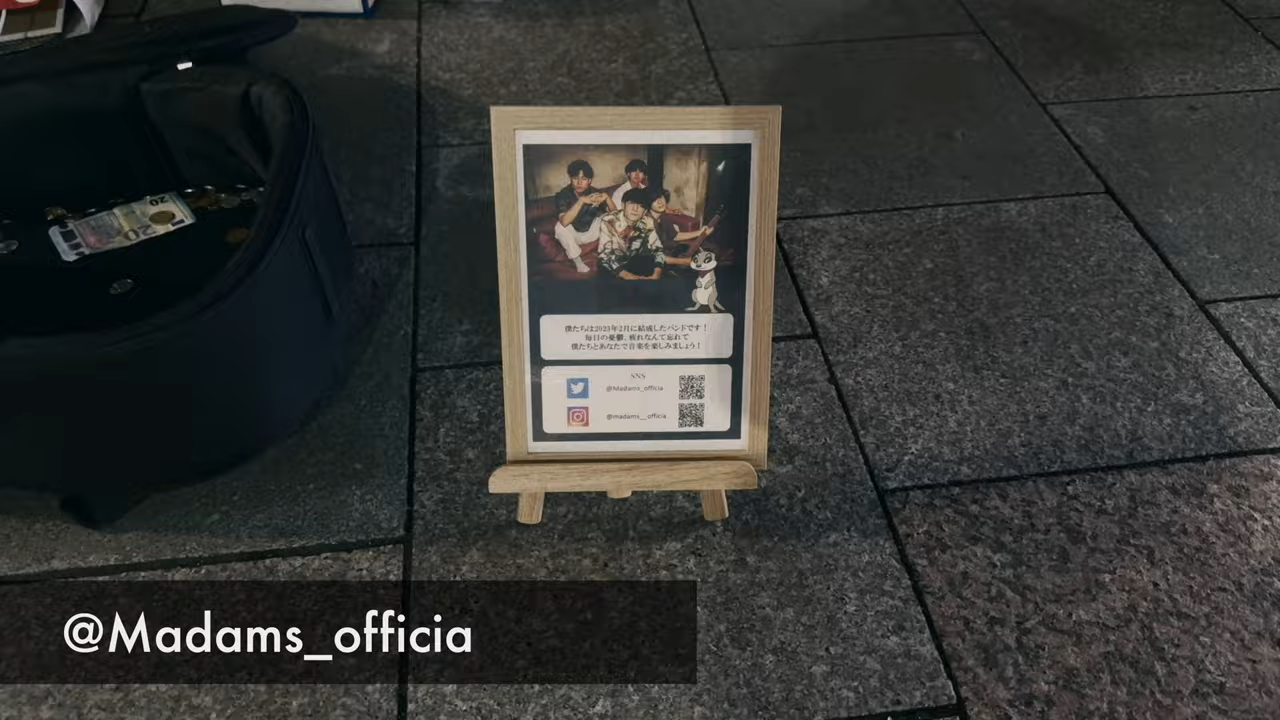 20
20
僕たちは2023年2月に結成したバンドです！
毎日の憂鬱、疲れなんて忘れて
僕たちとあなたで音楽を楽しみましょう！
SNS
@Madams_officia
@madams__officia
@Madams_officia